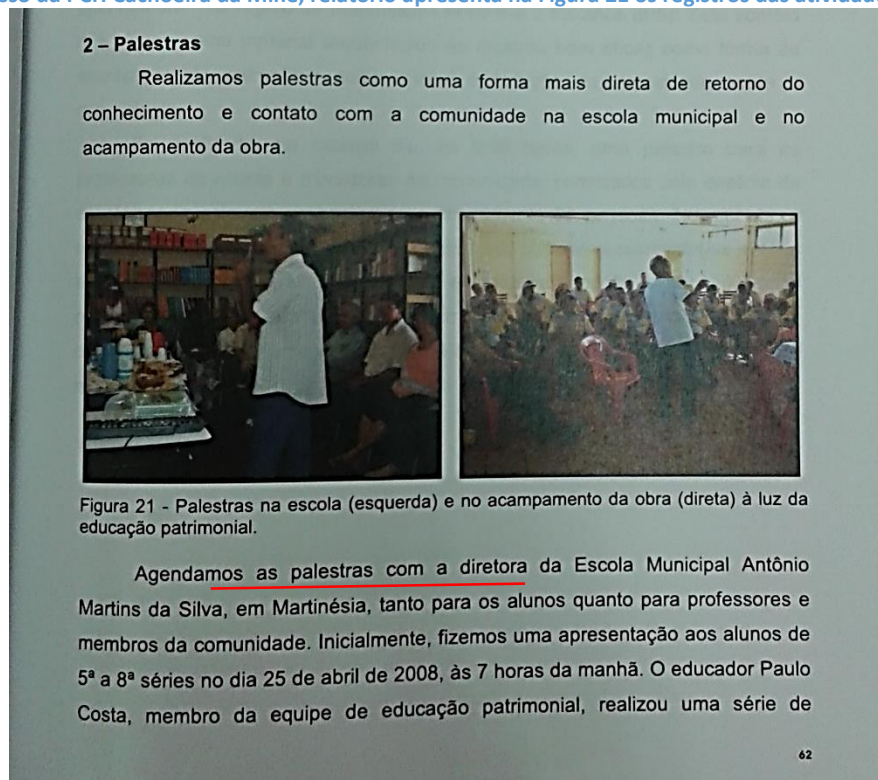 2 – Palestras
Realizamos palestras como uma forma mais direta de retorno do
conhecimento e contato com a comunidade na escola municipal e no
acampamento da obra.
Figura 21 - Palestras na escola (esquerda) e no acampamento da obra (direta) à luz da
educação patrimonial.
Agendamos as palestras com a diretora da Escola Municipal Antônio
Martins da Silva, em Martinésia, tanto para os alunos quanto para professores e
membros da comunidade. Inicialmente, fizemos uma apresentação aos alunos de
5ª a 8ª séries no dia 25 de abril de 2008, às 7 horas da manhã. O educador Paulo
Costa, membro da equipe de educação patrimonial, realizou uma série de
62